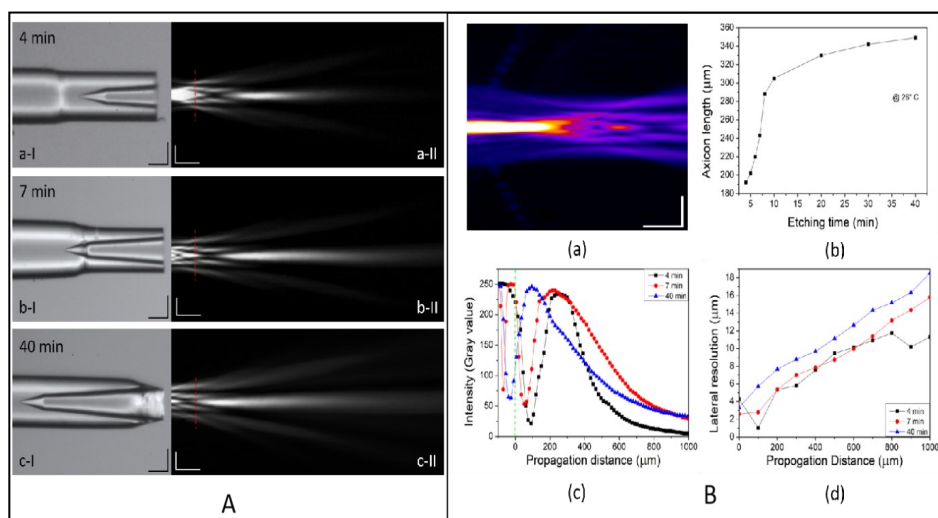 4 min
a-I
a-II
7 min
b-I
b-II
40 min
c-I
c-II
A
(a)
Axicon length (μm)
360
340
320
300
280
260
240
220
200
180
@ 26° C
5 10 15 20 25 30 35 40
Etching time (min)
(b)
Intensity (Gray value)
300
250
200
150
100
50
0
4 min
7 min
40 min
0 200 400 600 800 1000
Propagation distance (μm)
(c)
B
Lateral resolution (μm)
20
18
16
14
12
10
8
6
4
2
0
4 min
7 min
40 min
0 200 400 600 800 1000
Propogation Distance (μm)
(d)